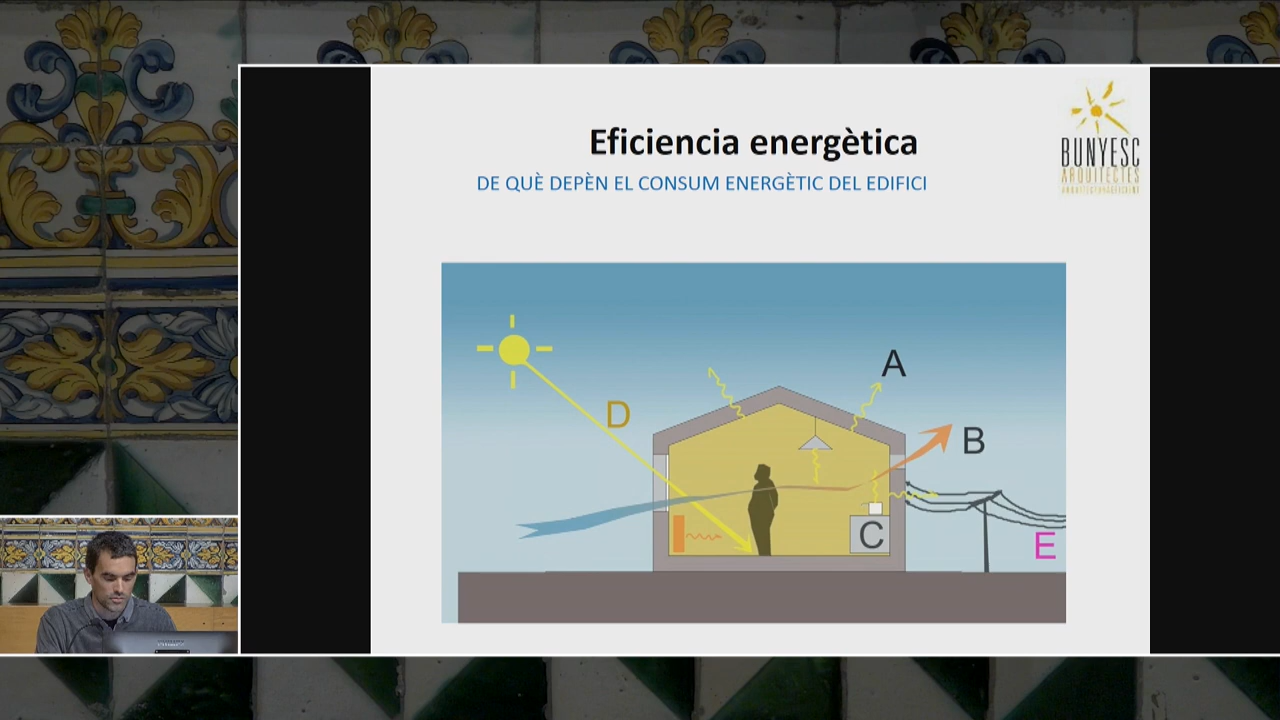 Eficiencia energètica
DE QUÈ DEPÈN EL CONSUM ENERGÈTIC DEL EDIFICI
BUNYESC
ARQUITECTES
A
D
B
C
E